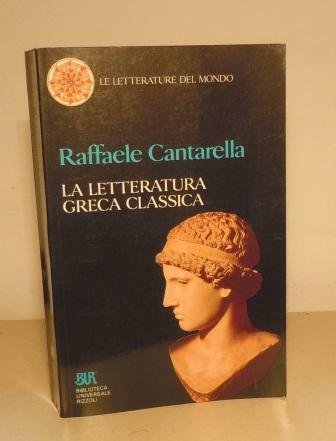 LE LETTERATURE DEL MONDO
Raffaele Cantarella
LA LETTERATURA
GRECA CLASSICA
BUR
BIBLIOTECA
UNIVERSALE
RIZZOLI